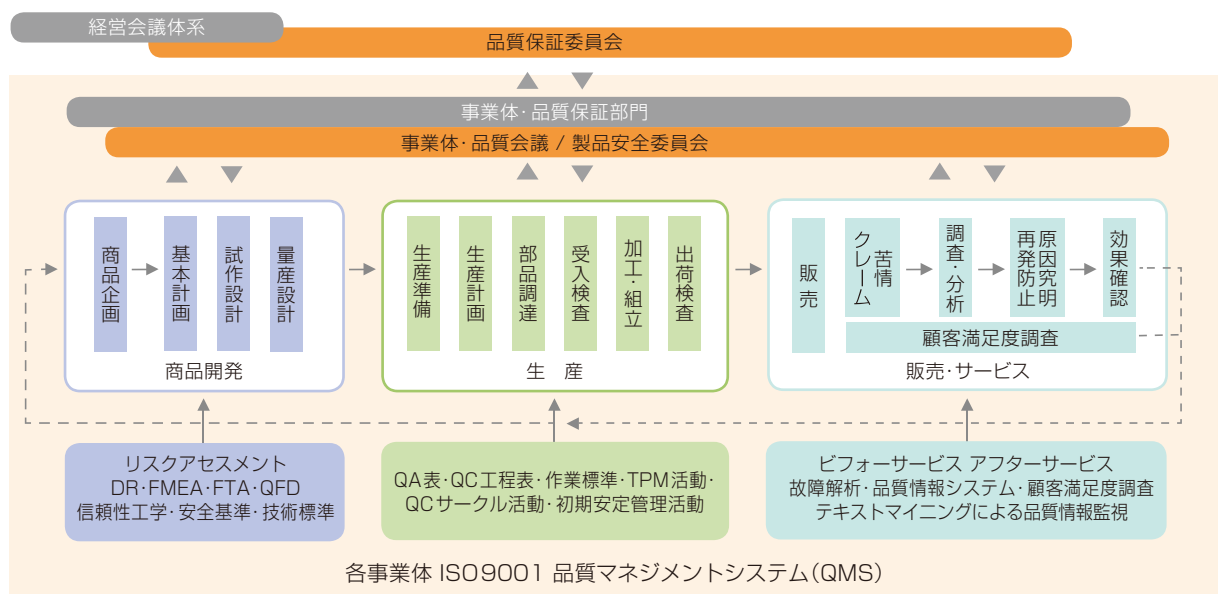 経営会議体系
品質保証委員会
事業体・品質保証部門
事業体・品質会議 / 製品安全委員会
商品企画
基本計画
試作設計
量産設計
商品開発
生産準備
生産計画
部品調達
受入検査
加工・組立
出荷検査
生 産
販売
苦情
クレーム
調査・分析
原因究明
再発防止
効果確認
顧客満足度調査
販売・サービス
リスクアセスメント
DR・FMEA・FTA・QFD
信頼性工学・安全基準・技術標準
QA表・QC工程表・作業標準・TPM活動・
QCサークル活動・初期安定管理活動
ビフォーサービス アフターサービス
故障解析・品質情報システム・顧客満足度調査
テキストマイニングによる品質情報監視
各事業体 ISO9001 品質マネジメントシステム(QMS)